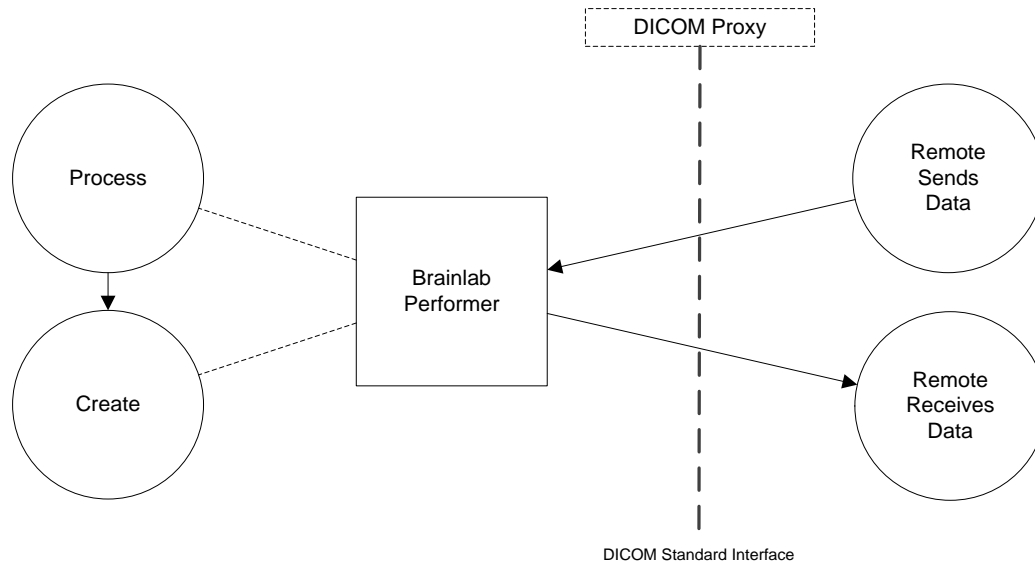 DICOM Proxy
Process
Remote
Sends
Data
Brainlab
Performer
Create
Remote
Receives
Data
DICOM Standard Interface